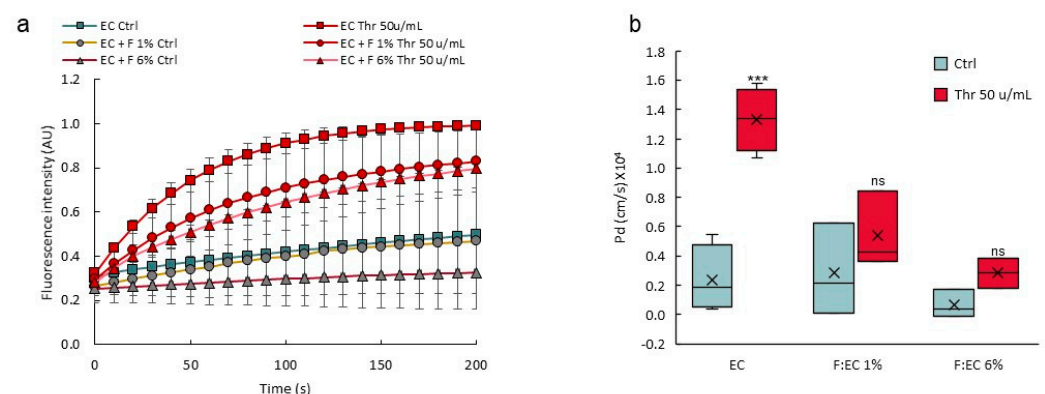 a
EC Ctrl
EC Thr 50u/mL
EC + F 1% Ctrl
EC + F 1% Thr 50 u/mL
EC + F 6% Ctrl
EC + F 6% Thr 50 u/mL
Fluorescence intensity (AU)
1.2
1.0
0.8
0.6
0.4
0.2
0.0
0
50
100
150
200
Time (s)
b
Ctrl
Thr 50 u/mL
Pd (cm/s) X10⁴
1.8
1.6
1.4
1.2
1.0
0.8
0.6
0.4
0.2
0.0
-0.2
***
ns
ns
EC
F:EC 1%
F:EC 6%